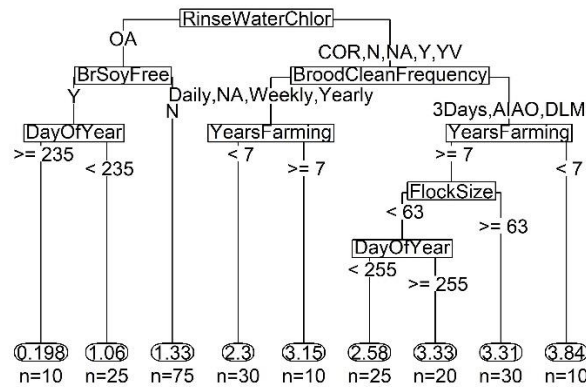 RinseWaterChlor
OA
COR,N,NA,Y,YV
BrSoyFree
BroodCleanFrequency
Y
N
Daily,NA,Weekly,Yearly
3Days,AIAO,DLM
DayOfYear
YearsFarming
YearsFarming
>= 235
< 235
< 7
>= 7
>= 7
< 7
FlockSize
< 63
>= 63
DayOfYear
< 255
>= 255
0.198 1.06 1.33 2.3 3.15 2.58 3.33 3.31 3.84
n=10 n=25 n=75 n=30 n=10 n=25 n=20 n=30 n=10